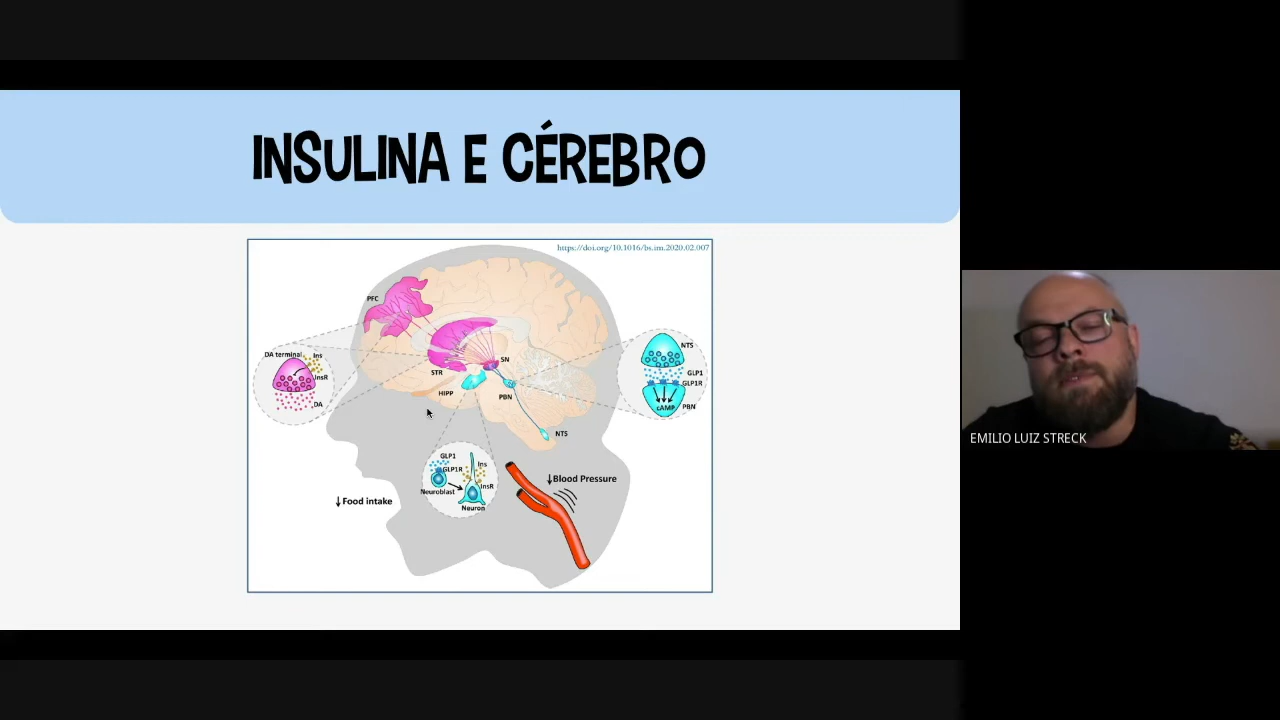 INSULINA E CÉREBRO
https://doi.org/10.1016/bs.irn.2020.02.007
PFC
DA terminal
Ins
InsR
DA
STR
SN
HIPP
PBN
NTS
NTS
GLP1
GLP1R
cAMP
PBN
GLP1
GLP1R
Neuroblast
Ins
InsR
Neuron
↓Food intake
↓Blood Pressure
EMILIO LUIZ STRECK